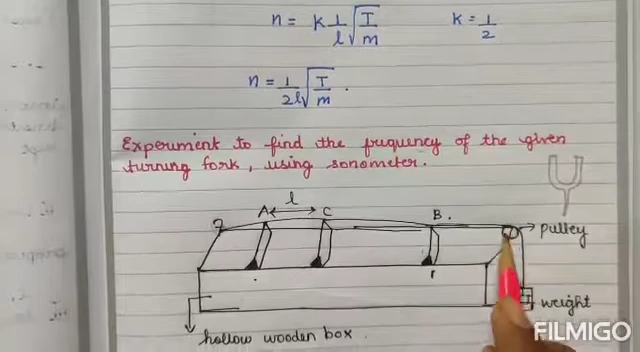 n = k 1/l √T/m    k = 1/2
n = 1/2l √T/m .
Experiment to find the frequency of the given
turning fork, using sonometer.
l
A C B.
pulley
weight
hollow wooden box.
FILMIGO